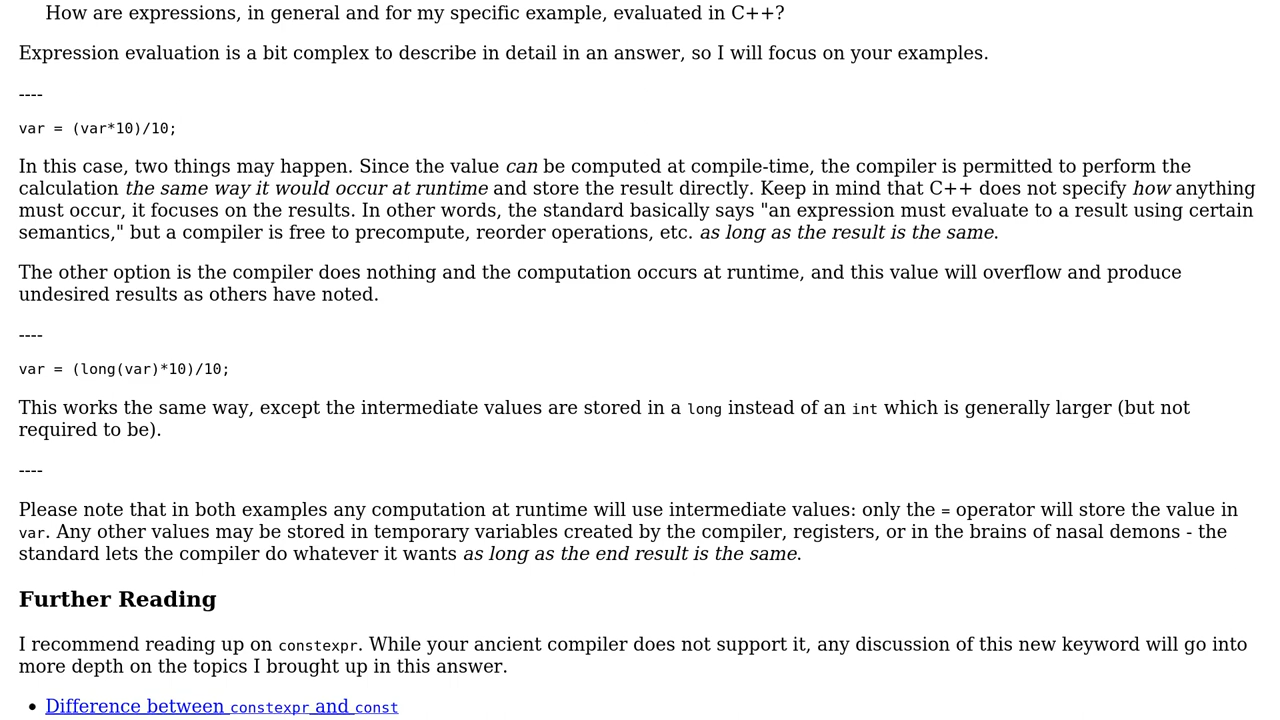 How are expressions, in general and for my specific example, evaluated in C++?
Expression evaluation is a bit complex to describe in detail in an answer, so I will focus on your examples.
----
var = (var*10)/10;
In this case, two things may happen. Since the value can be computed at compile-time, the compiler is permitted to perform the
calculation the same way it would occur at runtime and store the result directly. Keep in mind that C++ does not specify how anything
must occur, it focuses on the results. In other words, the standard basically says "an expression must evaluate to a result using certain
semantics," but a compiler is free to precompute, reorder operations, etc. as long as the result is the same.
The other option is the compiler does nothing and the computation occurs at runtime, and this value will overflow and produce
undesired results as others have noted.
----
var = (long(var)*10)/10;
This works the same way, except the intermediate values are stored in a long instead of an int which is generally larger (but not
required to be).
----
Please note that in both examples any computation at runtime will use intermediate values: only the = operator will store the value in
var. Any other values may be stored in temporary variables created by the compiler, registers, or in the brains of nasal demons - the
standard lets the compiler do whatever it wants as long as the end result is the same.
Further Reading
I recommend reading up on constexpr. While your ancient compiler does not support it, any discussion of this new keyword will go into
more depth on the topics I brought up in this answer.
• Difference between constexpr and const